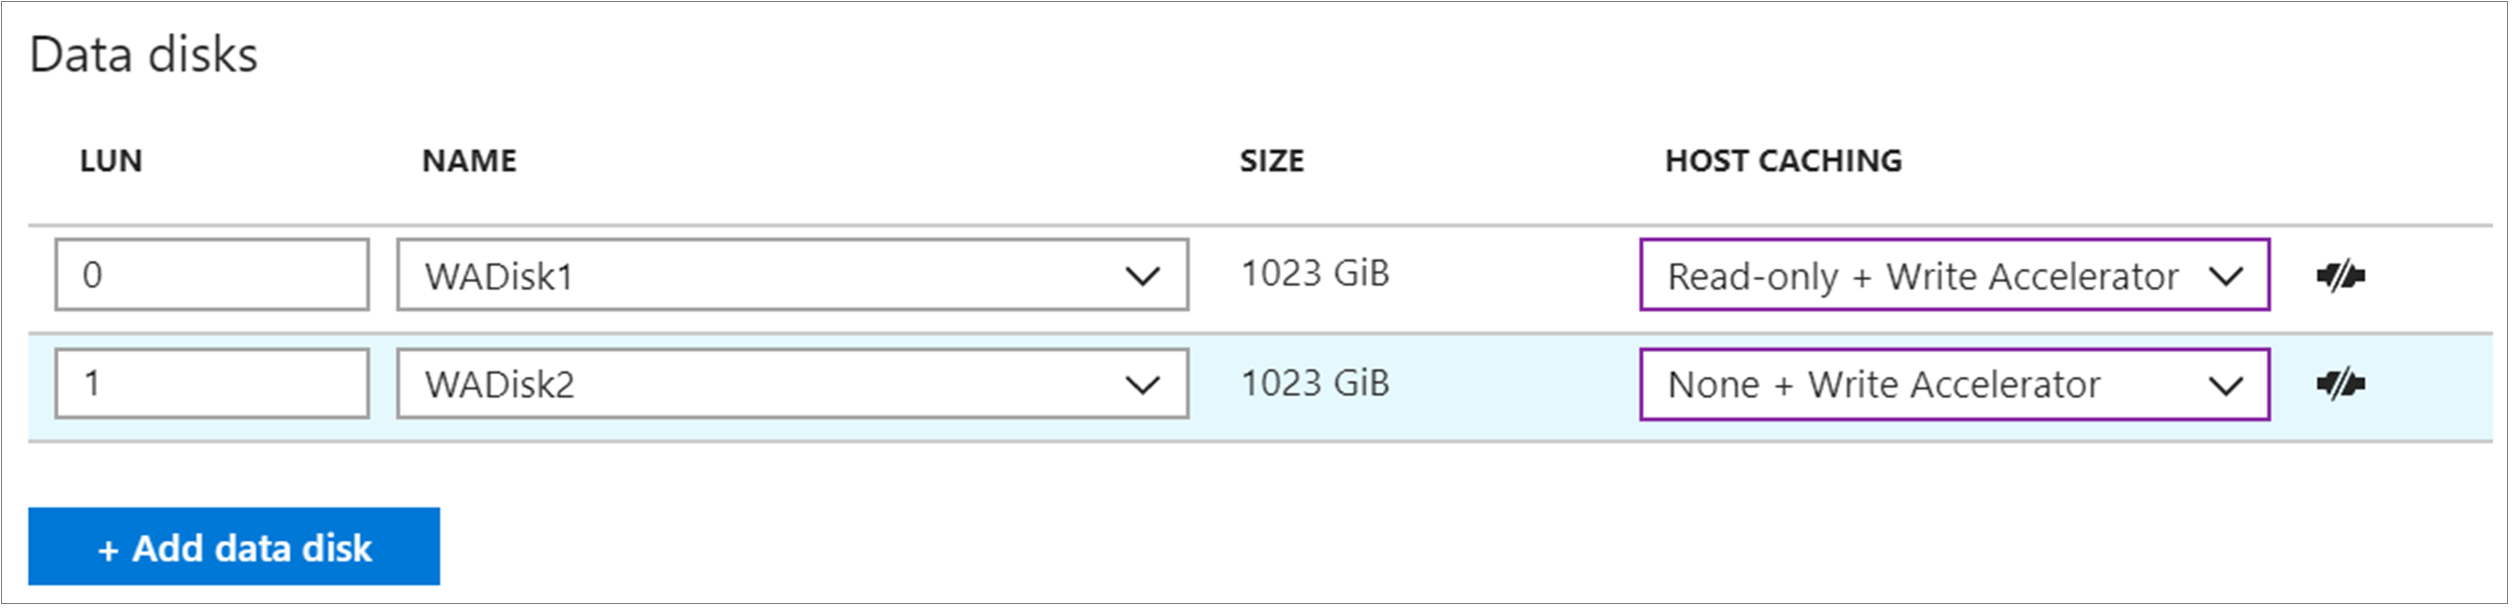 Data disks
LUN NAME SIZE HOST CACHING
0 WADisk1 1023 GiB Read-only + Write Accelerator
1 WADisk2 1023 GiB None + Write Accelerator
+ Add data disk